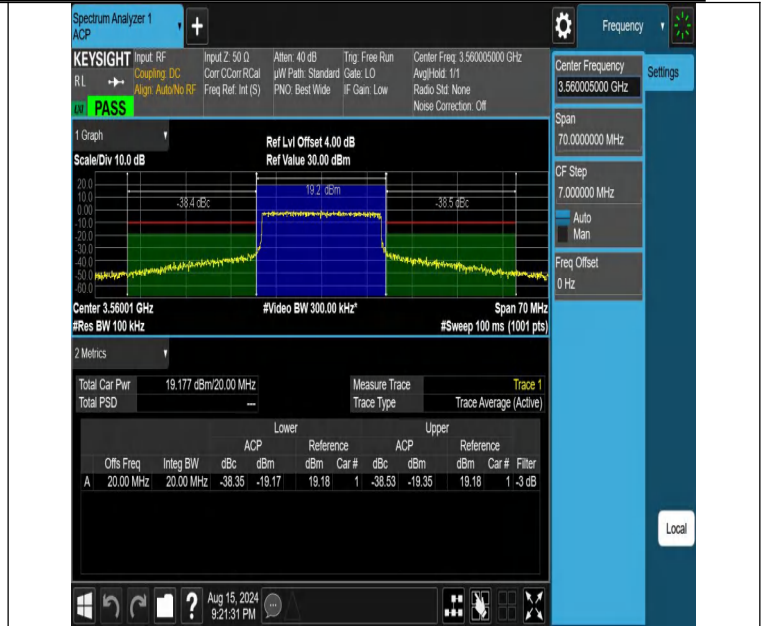 Spectrum Analyzer 1
ACP
Frequency
KEYSIGHT
RL
PASS
Input: RF
Coupling: DC
Align: Auto/No RF
Input Z: 50 Ω
Corr CCorr RCal
Freq Ref: Int (S)
Atten: 40 dB
µW Path: Standard
PNO: Best Wide
Trig: Free Run
Gate: LO
IF Gain: Low
Center Freq: 3.560005000 GHz
Avg|Hold: 1/1
Radio Std: None
Noise Correction: Off
Center Frequency
3.560005000 GHz
Settings
Span
70.0000000 MHz
CF Step
7.000000 MHz
Auto
Man
Freq Offset
0 Hz
1 Graph
Scale/Div 10.0 dB
Ref Lvl Offset 4.00 dB
Ref Value 30.00 dBm
20.0
10.0
0.00
-10.0
-20.0
-30.0
-40.0
-50.0
-60.0
-38.4 dBc
19.2 dBm
-38.5 dBc
Center 3.56001 GHz
#Video BW 300.00 kHz*
Span 70 MHz
#Res BW 100 kHz
#Sweep 100 ms (1001 pts)
2 Metrics
Total Car Pwr 19.177 dBm/20.00 MHz
Total PSD ---
Measure Trace Trace 1
Trace Type Trace Average (Active)
Lower Upper
ACP Reference ACP Reference
Offs Freq Integ BW dBc dBm dBm Car # dBc dBm dBm Car # Filter
A 20.00 MHz 20.00 MHz -38.35 -19.17 19.18 1 -38.53 -19.35 19.18 1 -3 dB
Local
?
Aug 15, 2024
9:21:31 PM